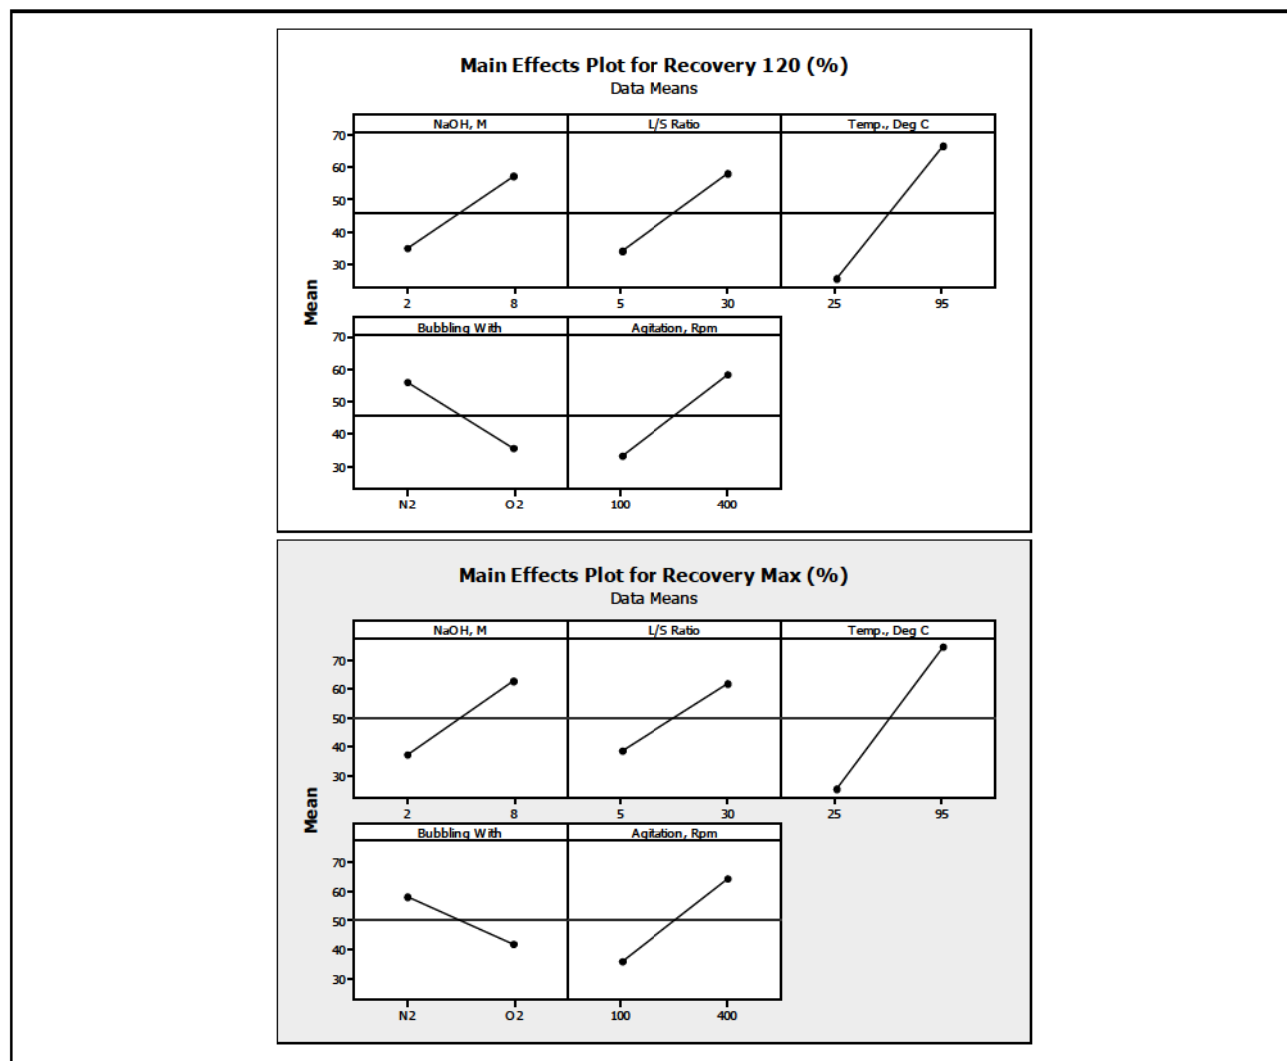 Main Effects Plot for Recovery 120 (%)
Data Means
NaOH, M L/S Ratio Temp., Deg C
70
60
50
40
30
2 8 5 30 25 95
Mean
Bubbling With Agitation, Rpm
70
60
50
40
30
N2 O2 100 400
Main Effects Plot for Recovery Max (%)
Data Means
NaOH, M L/S Ratio Temp., Deg C
70
60
50
40
30
2 8 5 30 25 95
Mean
Bubbling With Agitation, Rpm
70
60
50
40
30
N2 O2 100 400